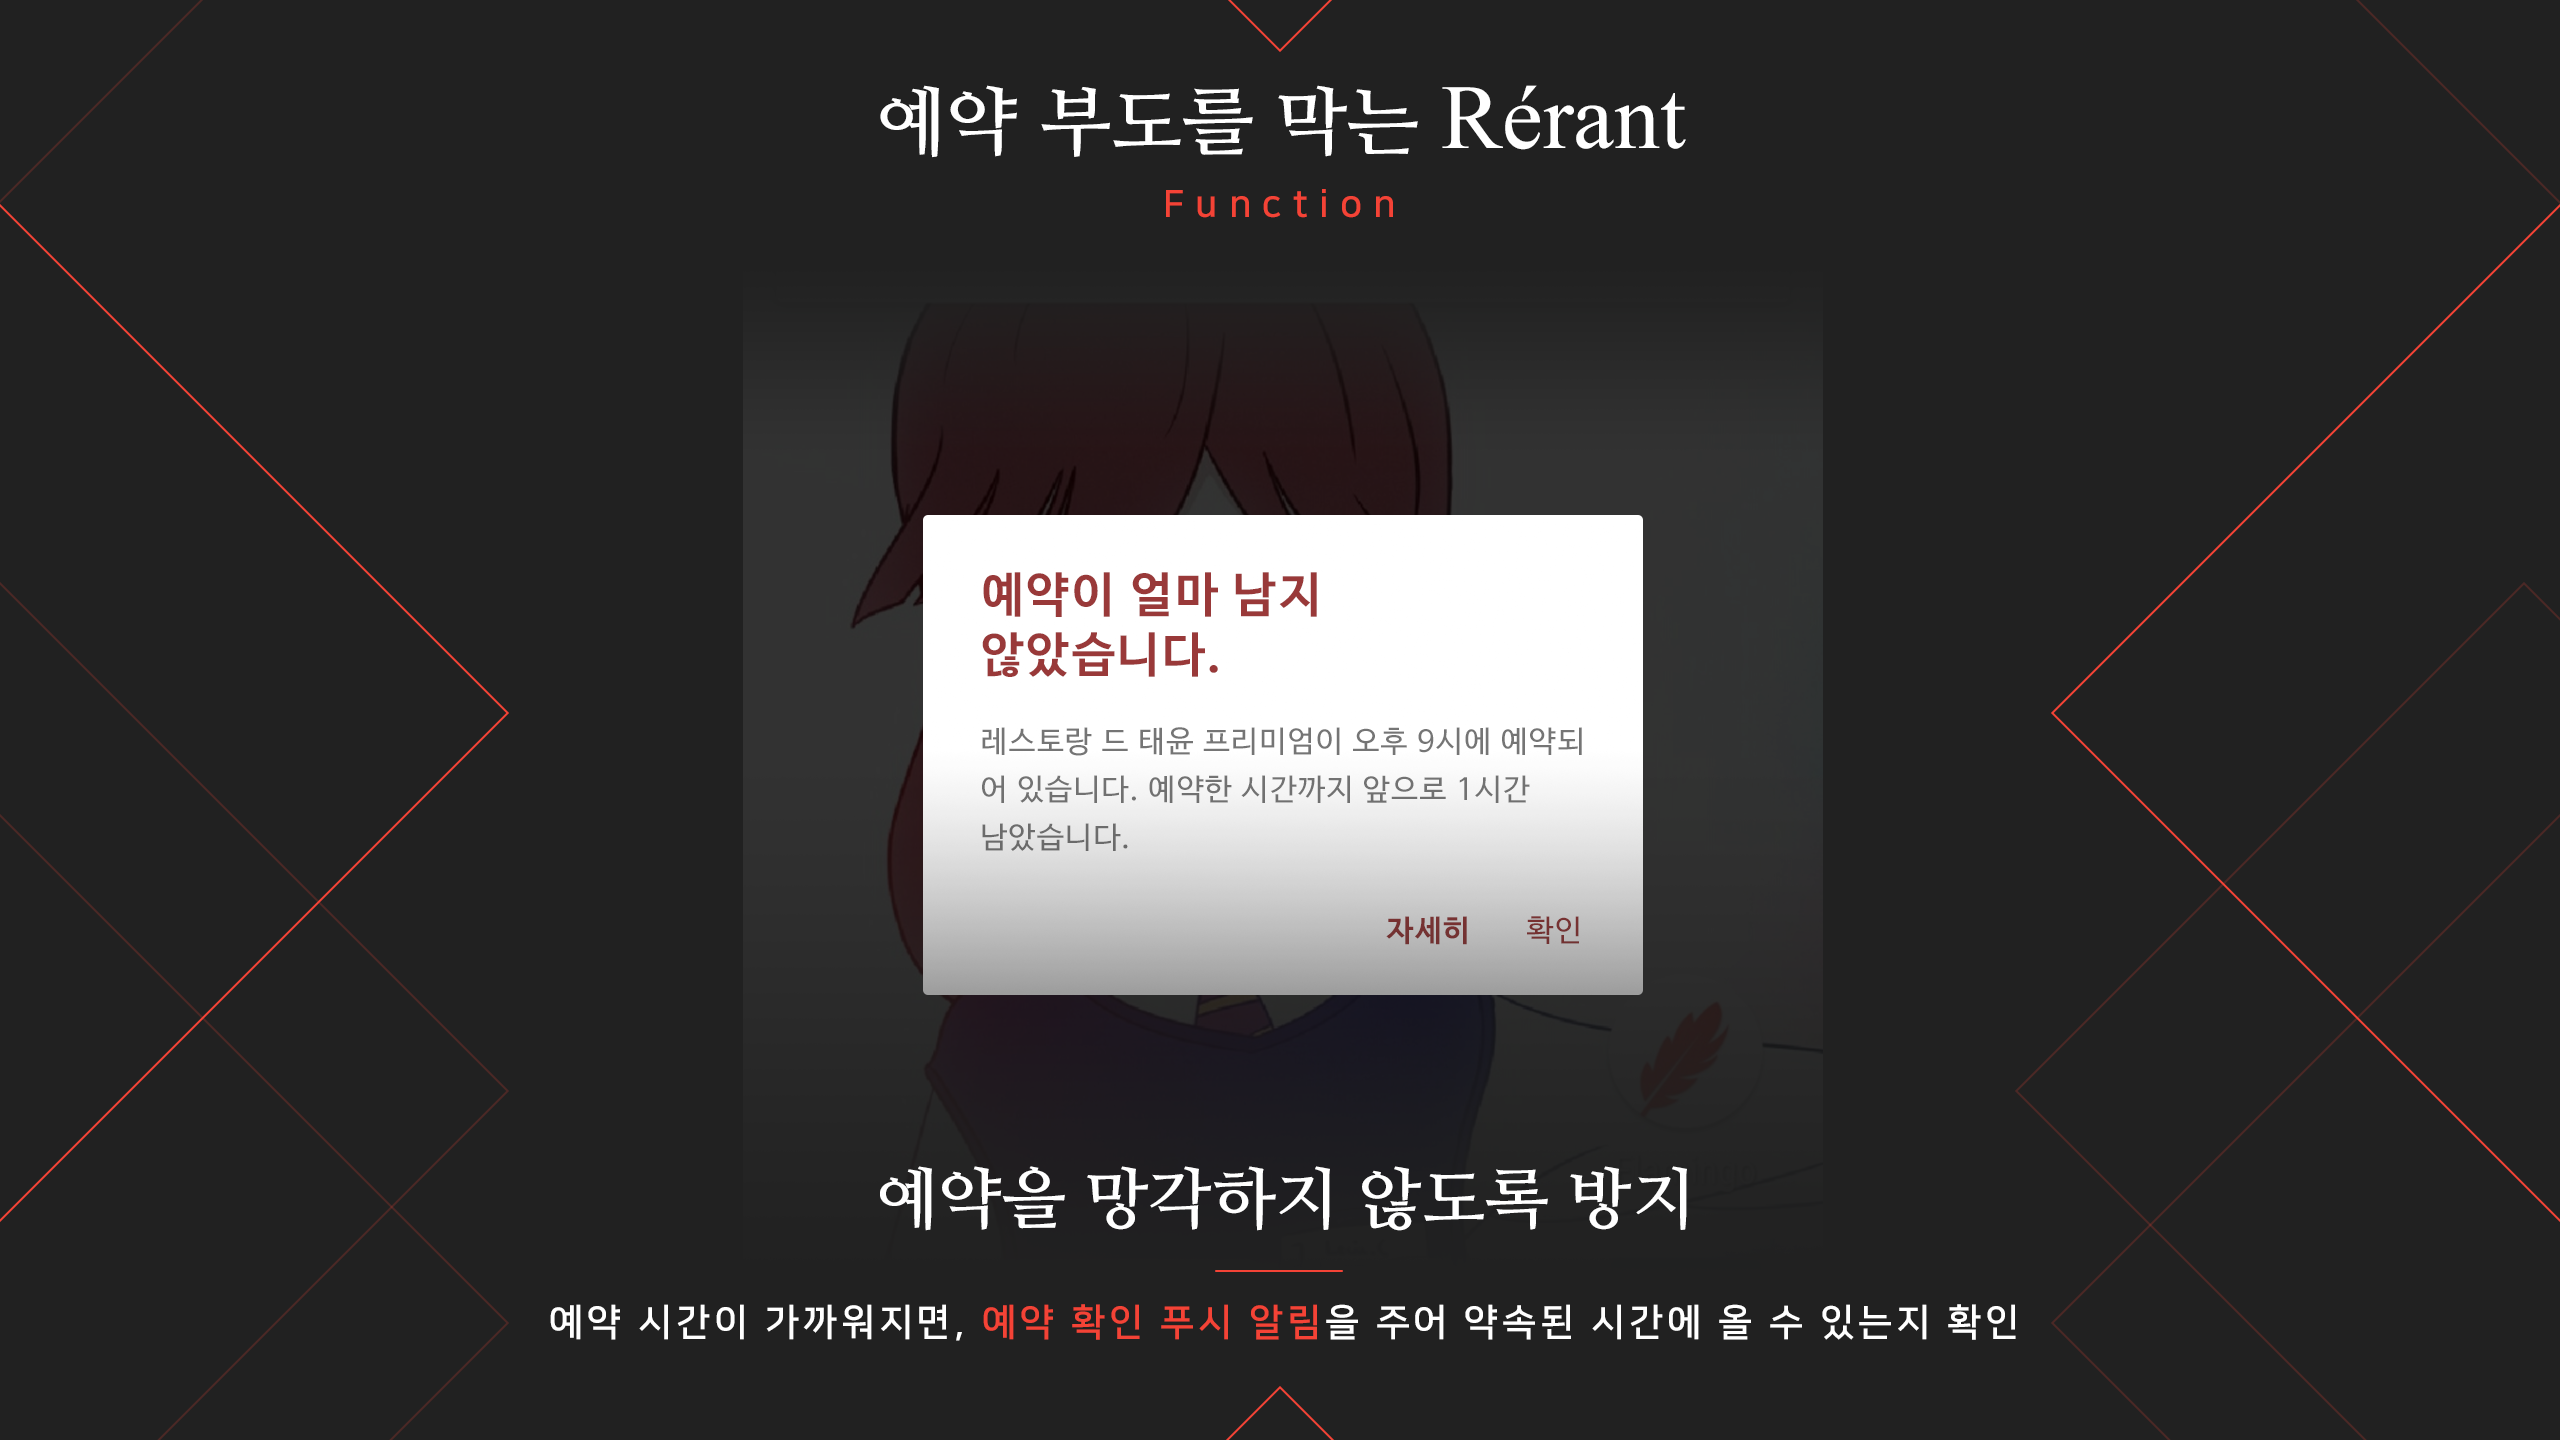 예약 부도를 막는 Rérant
Function
예약이 얼마 남지
않았습니다.
레스토랑 드 태윤 프리미엄이 오후 9시에 예약되
어 있습니다. 예약한 시간까지 앞으로 1시간
남았습니다.
자세히 확인
예약을 망각하지 않도록 방지
예약 시간이 가까워지면, 예약 확인 푸시 알림을 주어 약속된 시간에 올 수 있는지 확인